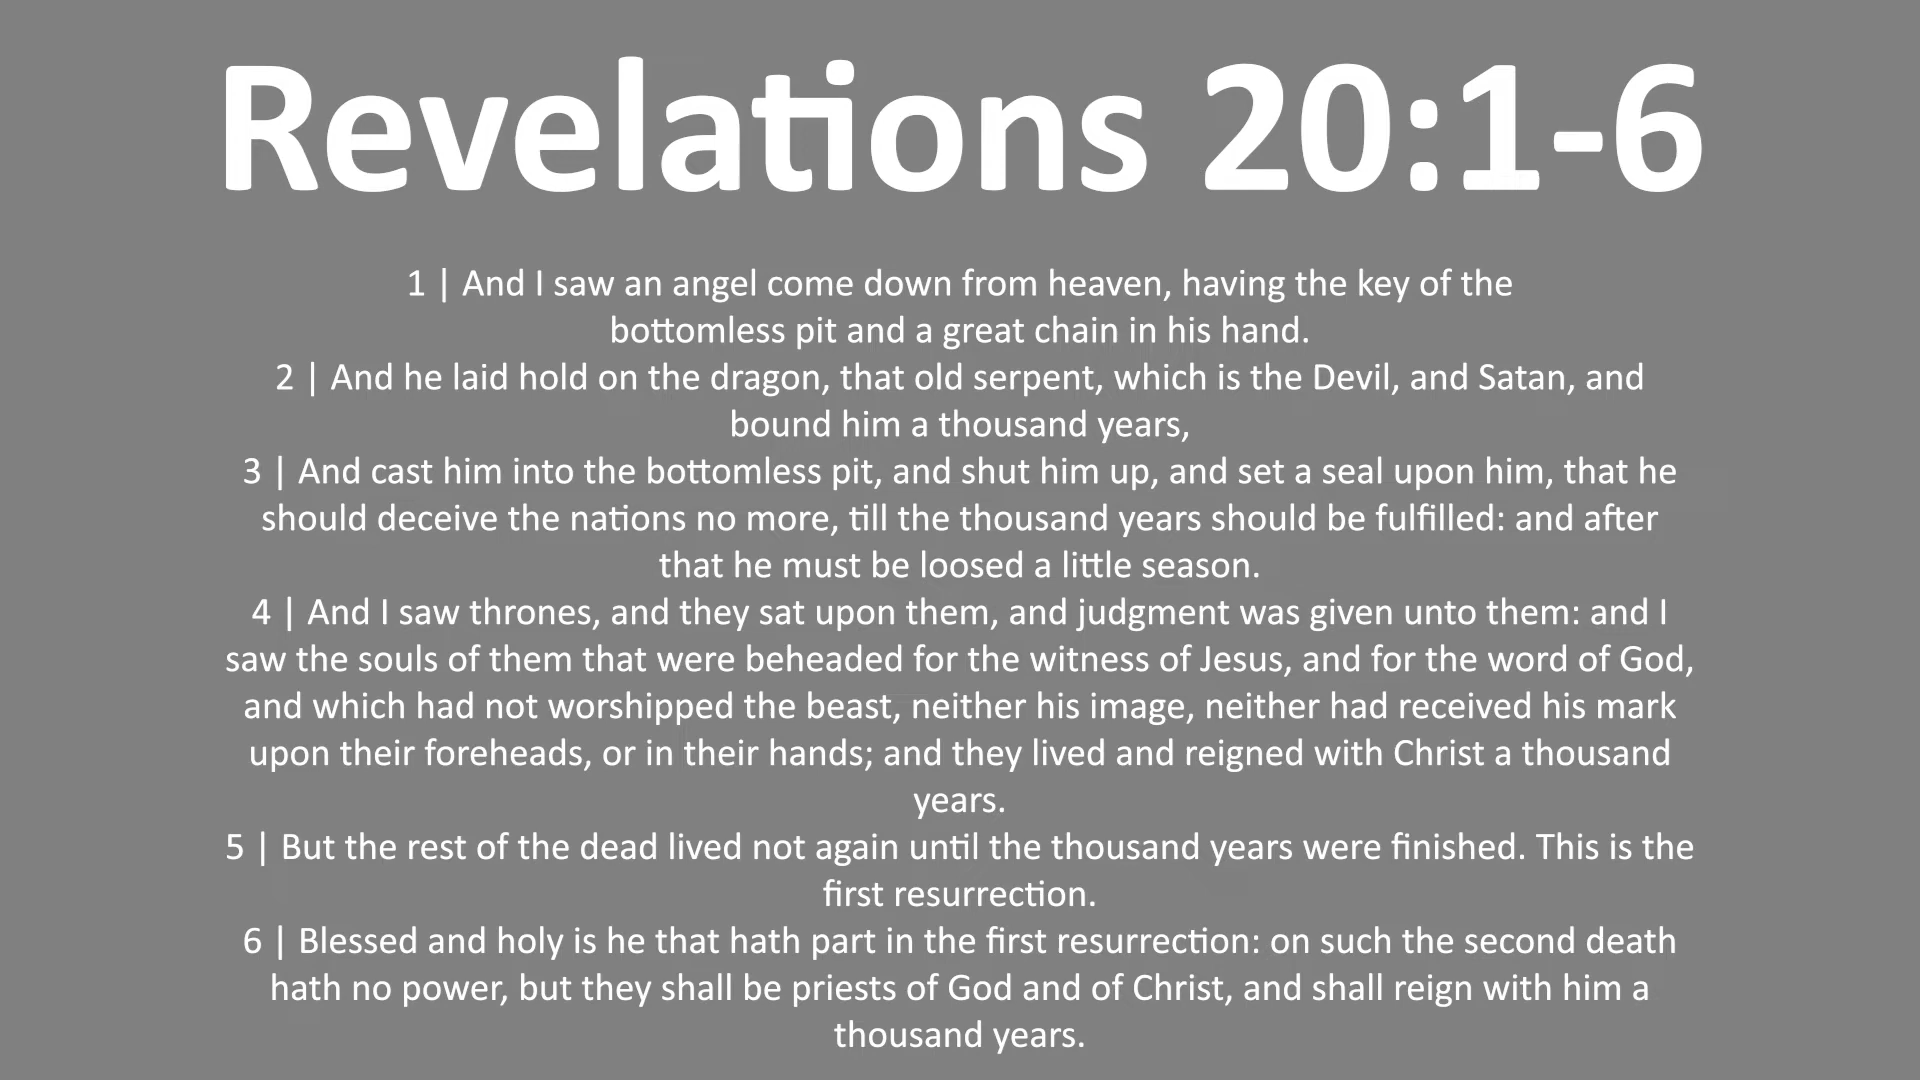 Revelations 20:1-6
1 | And I saw an angel come down from heaven, having the key of the
bottomless pit and a great chain in his hand.
2 | And he laid hold on the dragon, that old serpent, which is the Devil, and Satan, and
bound him a thousand years,
3 | And cast him into the bottomless pit, and shut him up, and set a seal upon him, that he
should deceive the nations no more, till the thousand years should be fulfilled: and after
that he must be loosed a little season.
4 | And I saw thrones, and they sat upon them, and judgment was given unto them: and I
saw the souls of them that were beheaded for the witness of Jesus, and for the word of God,
and which had not worshipped the beast, neither his image, neither had received his mark
upon their foreheads, or in their hands; and they lived and reigned with Christ a thousand
years.
5 | But the rest of the dead lived not again until the thousand years were finished. This is the
first resurrection.
6 | Blessed and holy is he that hath part in the first resurrection: on such the second death
hath no power, but they shall be priests of God and of Christ, and shall reign with him a
thousand years.